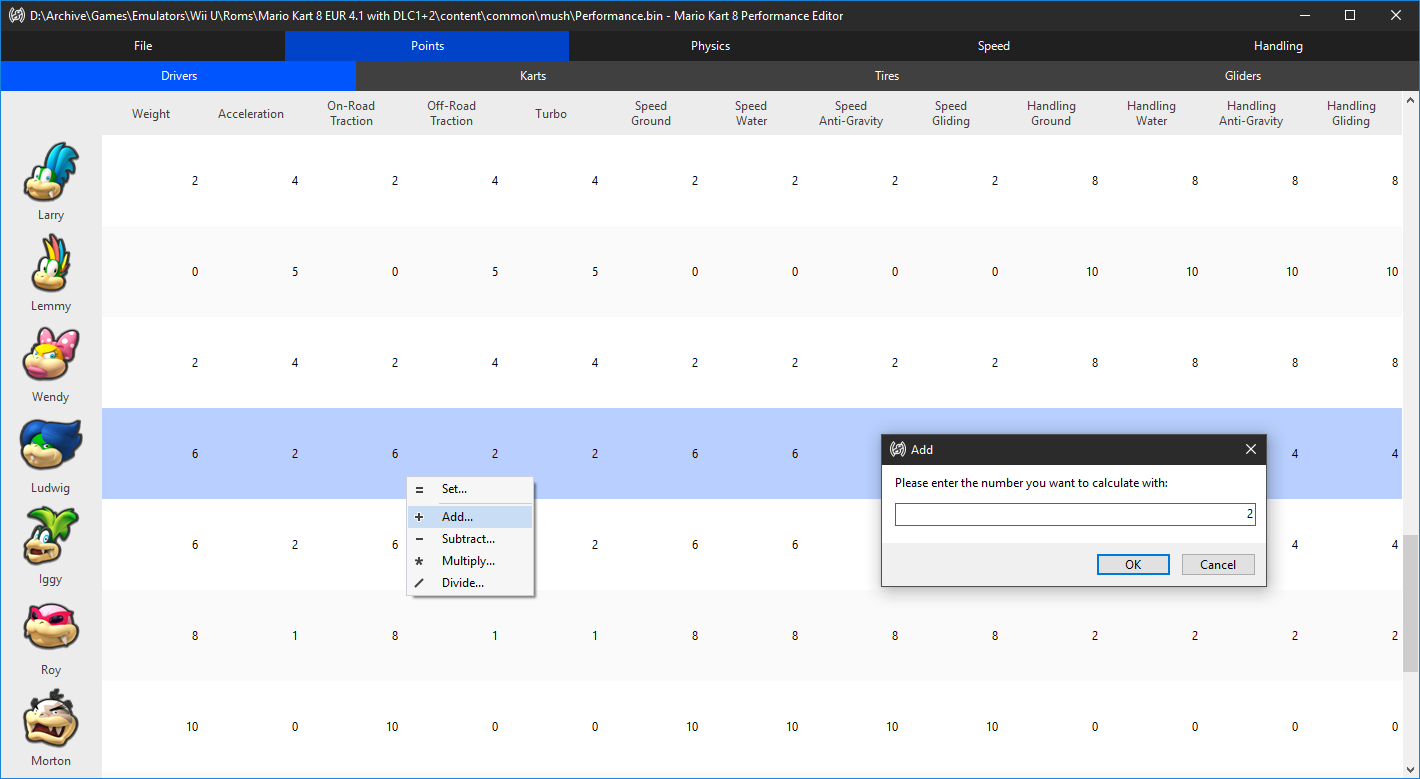 D:\Archive\Games\Emulators\Wii U\Roms\Mario Kart 8 EUR 4.1 with DLC1+2\content\common\mush\Performance.bin - Mario Kart 8 Performance Editor
File Points Physics Speed Handling
Drivers Karts Tires Gliders
Weight Acceleration On-Road Traction Off-Road Traction Turbo Speed Ground Speed Water Speed Anti-Gravity Speed Gliding Handling Ground Handling Water Handling Anti-Gravity Handling Gliding
2 4 2 4 4 2 2 2 2 8 8 8 8
Larry
0 5 0 5 5 0 0 0 0 10 10 10 10
Lemmy
2 4 2 4 4 2 2 2 2 8 8 8 8
Wendy
6 2 6 2 2 6 6 4 4
Ludwig
Set...
Add...
Subtract...
Multiply...
Divide...
Add
Please enter the number you want to calculate with:
2
OK Cancel
6 2 6 2 6 6 4 4
Iggy
8 1 8 1 1 8 8 8 8 2 2 2 2
Roy
10 0 10 0 0 10 10 10 10 0 0 0 0
Morton